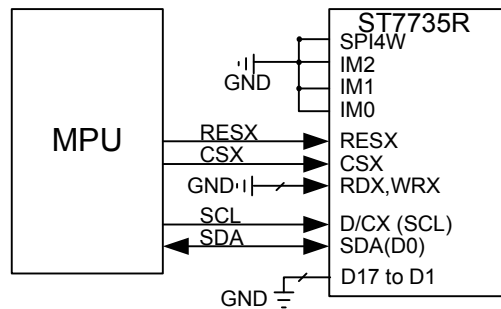 ST7735R
SPI4W
IM2
GND
IM1
IM0
MPU
RESX
RESX
CSX
CSX
GND
RDX,WRX
SCL
D/CX (SCL)
SDA
SDA(D0)
D17 to D1
GND